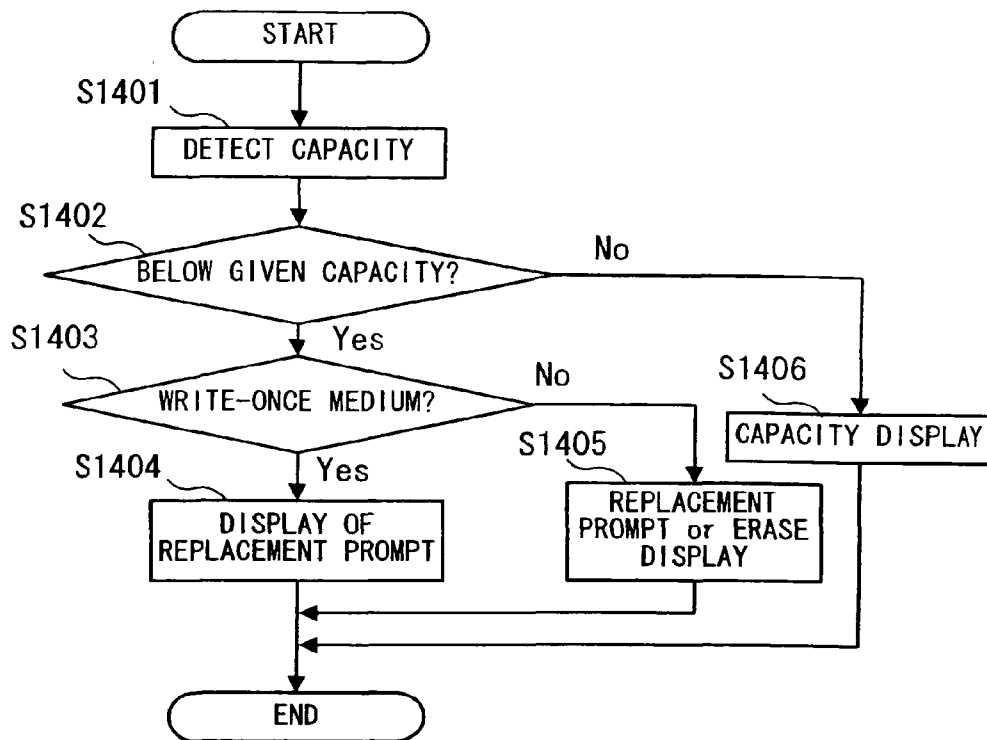 START
S1401
DETECT CAPACITY
S1402
BELOW GIVEN CAPACITY?
No
Yes
S1403
WRITE-ONCE MEDIUM?
No
S1406
CAPACITY DISPLAY
S1404
Yes
S1405
DISPLAY OF
REPLACEMENT PROMPT
REPLACEMENT
PROMPT or ERASE
DISPLAY
END